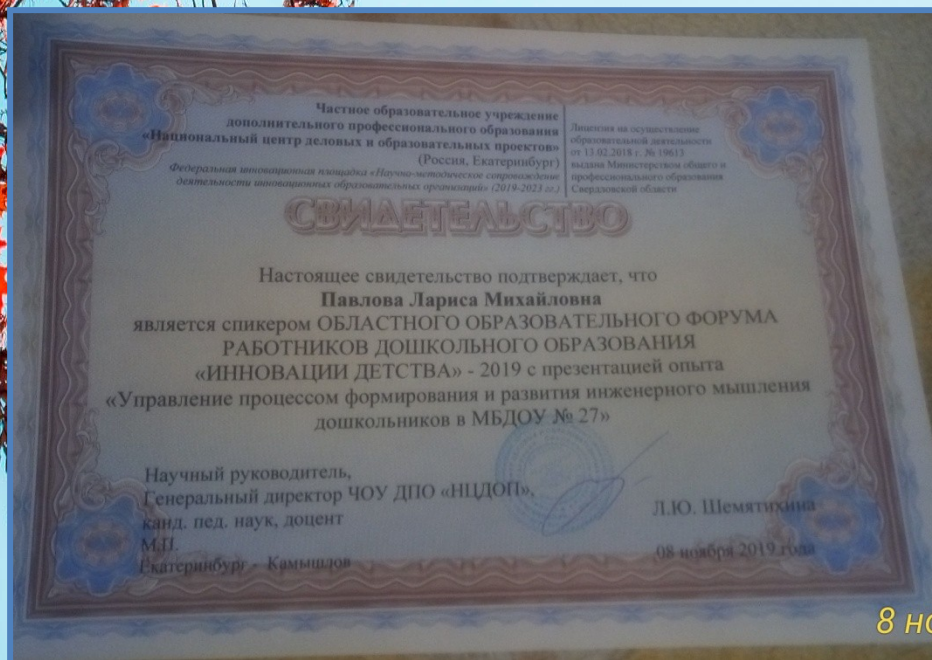 Частное образовательное учреждение
дополнительного профессионального образования
«Национальный центр деловых и образовательных проектов»
(Россия, Екатеринбург)
Федеральная инновационная площадка «Научно-методическое сопровождение
деятельности инновационных образовательных организаций» (2019-2023 гг.)
Лицензия на осуществление
образовательной деятельности
от 13.02.2018 г. № 19613
выдана Министерством общего и
профессионального образования
Свердловской области
СВИДЕТЕЛЬСТВО
Настоящее свидетельство подтверждает, что
Павлова Лариса Михайловна
является спикером ОБЛАСТНОГО ОБРАЗОВАТЕЛЬНОГО ФОРУМА
РАБОТНИКОВ ДОШКОЛЬНОГО ОБРАЗОВАНИЯ
«ИННОВАЦИИ ДЕТСТВА» - 2019 с презентацией опыта
«Управление процессом формирования и развития инженерного мышления
дошкольников в МБДОУ № 27»
Научный руководитель,
Генеральный директор ЧОУ ДПО «НЦДОП»,
канд. пед. наук, доцент
Л.Ю. Шемятихина
М.П.
Екатеринбург - Камышлов
08 ноября 2019 года
8 но